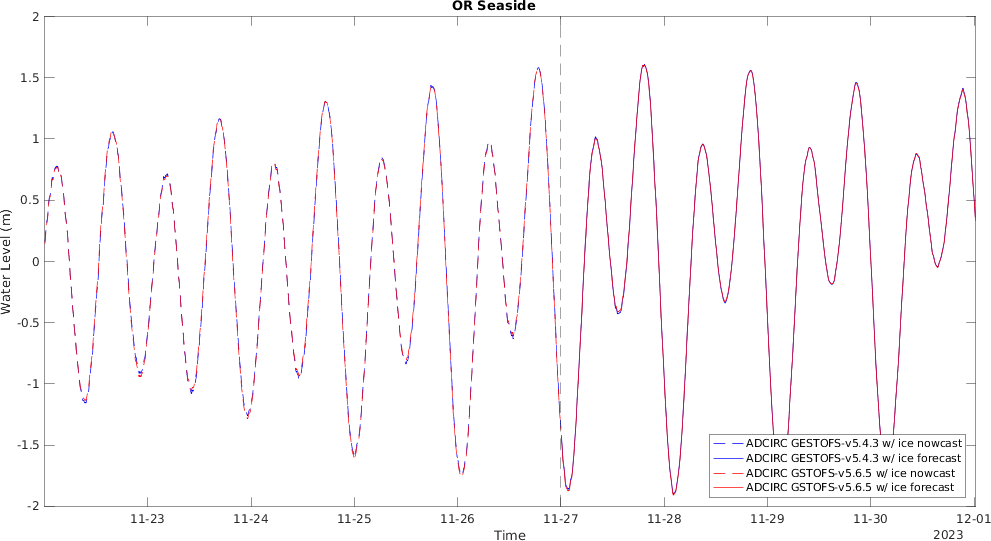 OR Seaside
2
1.5
1
0.5
0
-0.5
-1
-1.5
-2
Water Level (m)
11-23 11-24 11-25 11-26 11-27 11-28 11-29 11-30 12-01
Time
2023
ADCIRC GESTOFS-v5.4.3 w/ ice nowcast
ADCIRC GESTOFS-v5.4.3 w/ ice forecast
ADCIRC GSTOFS-v5.6.5 w/ ice nowcast
ADCIRC GSTOFS-v5.6.5 w/ ice forecast